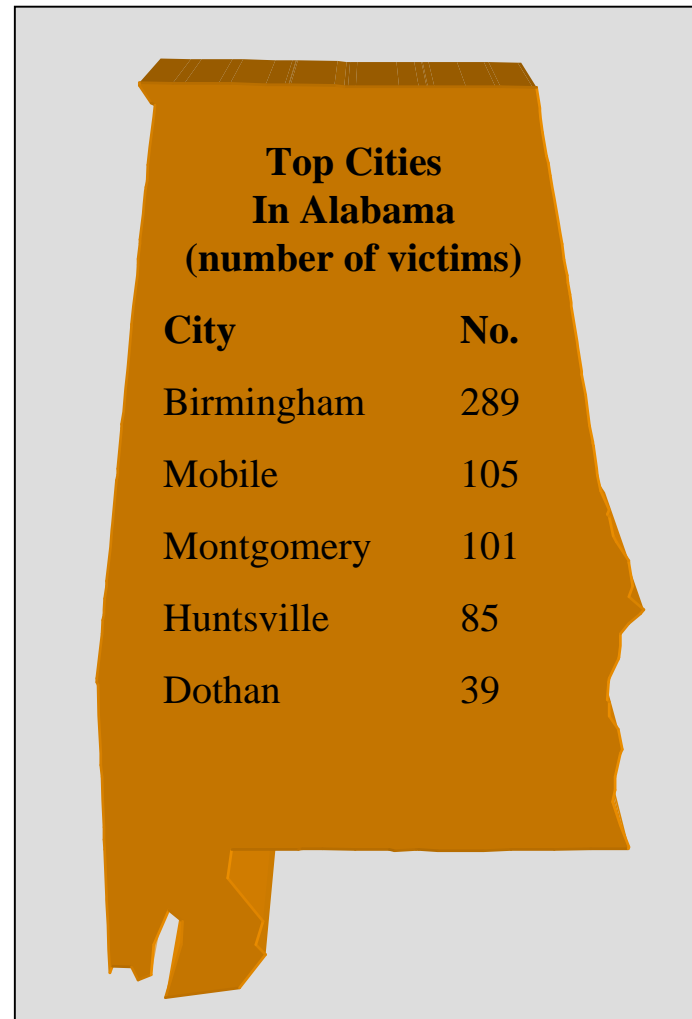 Top Cities
In Alabama
(number of victims)
City No.
Birmingham 289
Mobile 105
Montgomery 101
Huntsville 85
Dothan 39